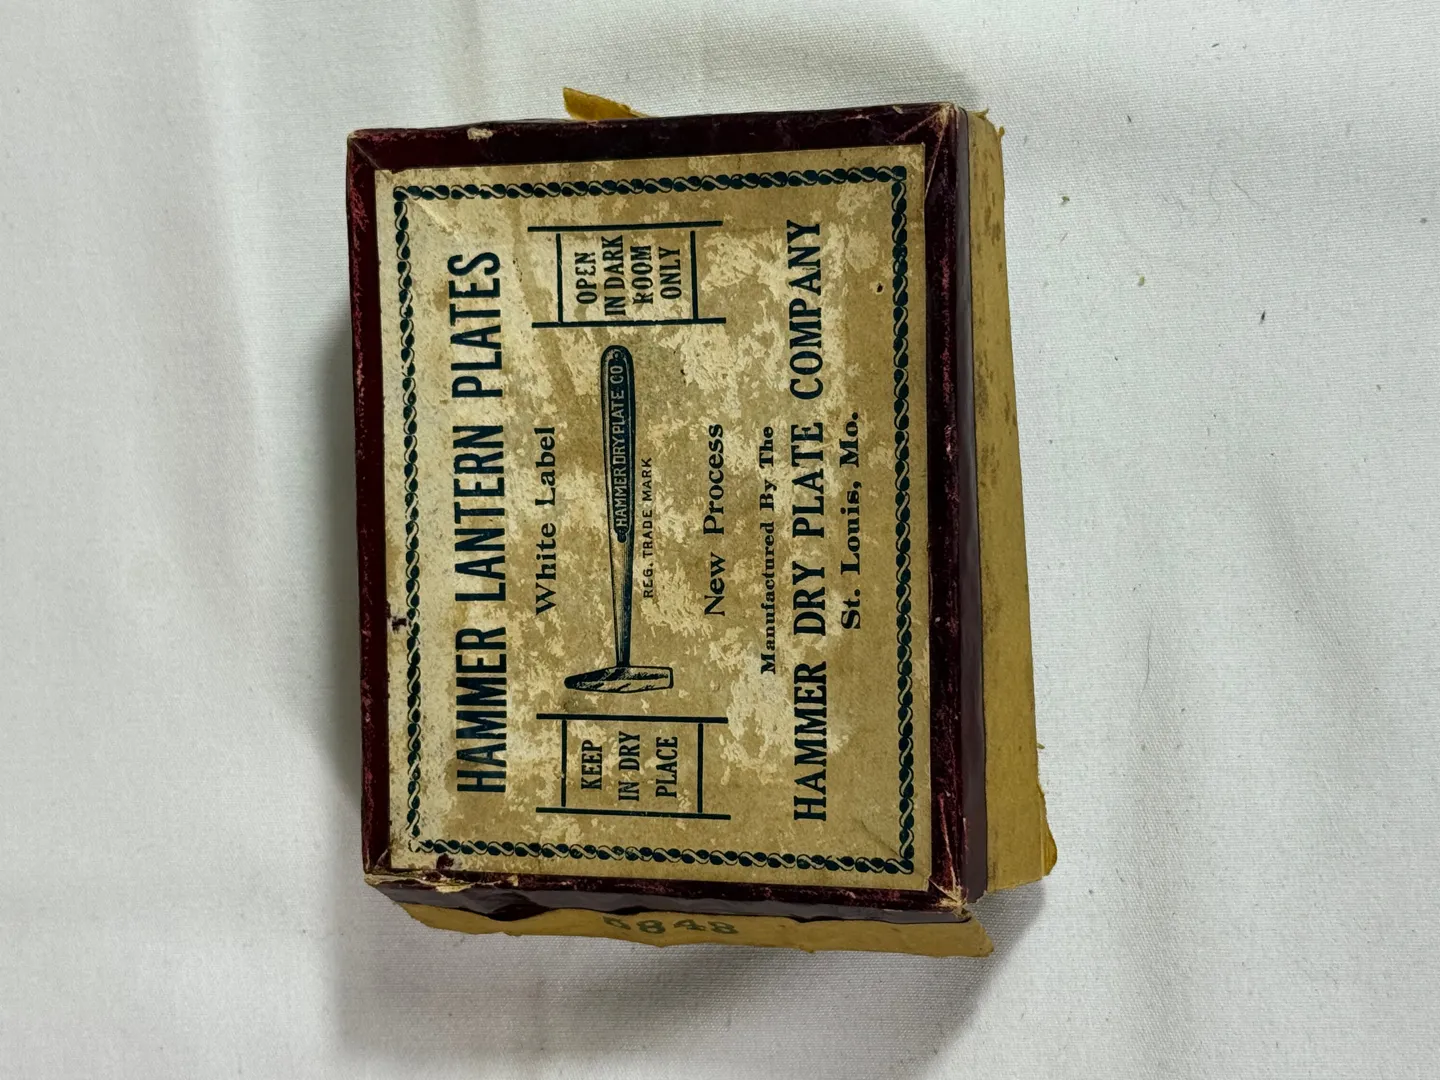 HAMMER LANTERN PLATES
White Label
KEEP
IN DRY
PLACE
HAMMER DRY PLATE CO
REG. TRADE MARK
OPEN
IN DARK
ROOM
ONLY
New Process
Manufactured By The
HAMMER DRY PLATE COMPANY
St. Louis, Mo.